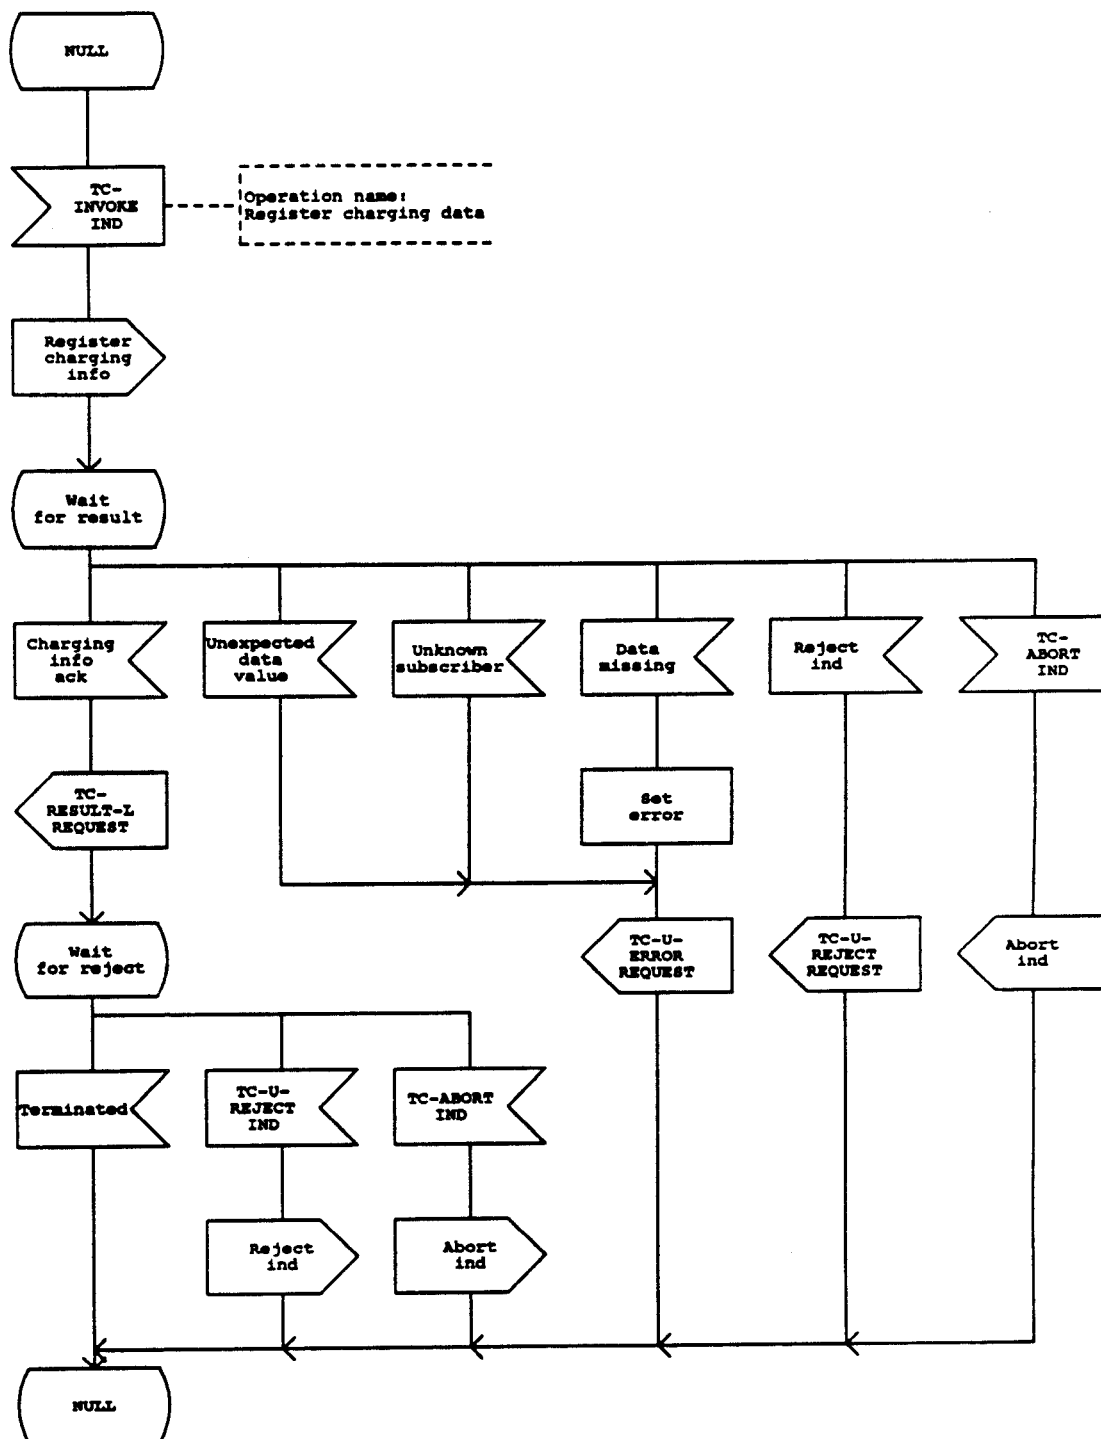 NULL
TC-
INVOKE
IND
Operation name:
Register charging data
Register
charging
info
Wait
for result
Charging
info
ack
Unexpected
data
value
Unknown
subscriber
Data
missing
Reject
ind
TC-
ABORT
IND
TC-
RESULT-L
REQUEST
Set
error
Wait
for reject
TC-U-
ERROR
REQUEST
TC-U-
REJECT
REQUEST
Abort
ind
Terminated
TC-U-
REJECT
IND
TC-ABORT
IND
Reject
ind
Abort
ind
NULL